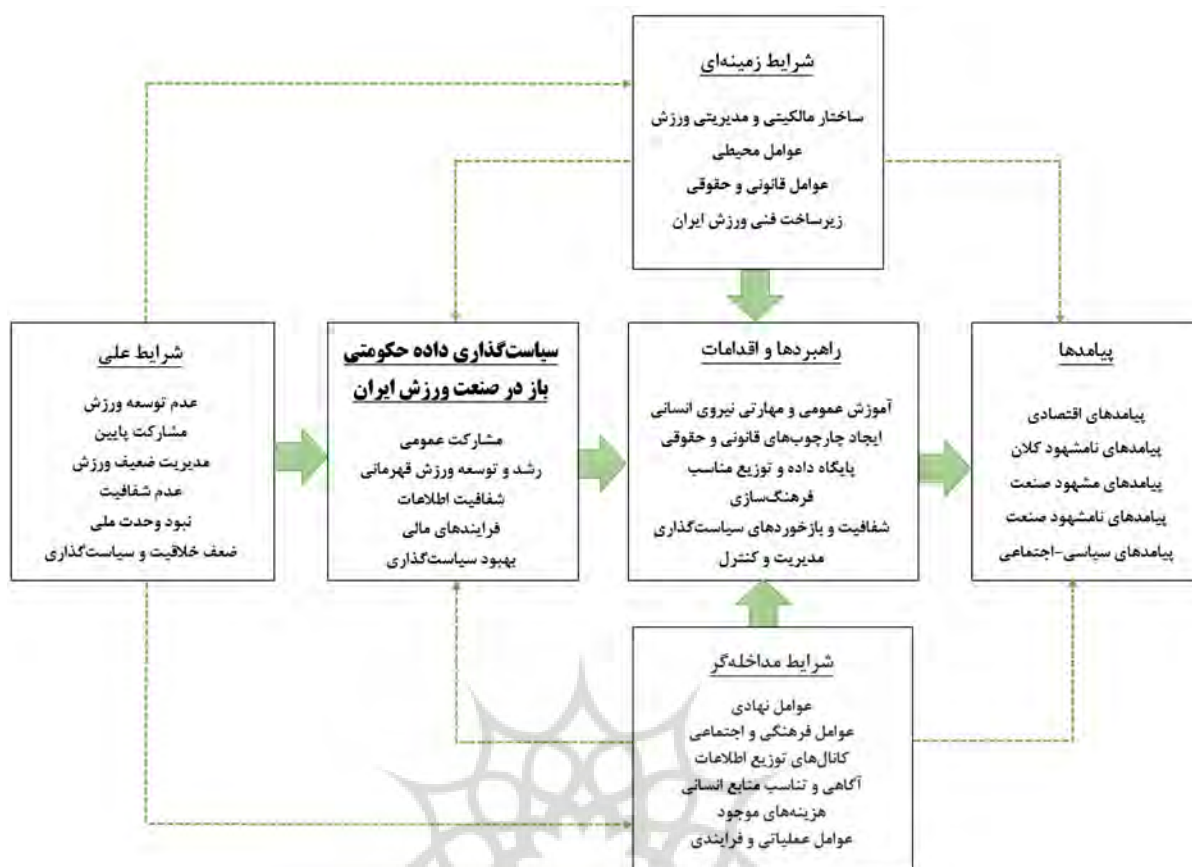 شرایط زمینه‌ای
ساختار مالکیتی و مدیریتی ورزش
عوامل محیطی
عوامل قانونی و حقوقی
زیرساخت فنی ورزش ایران
شرایط علی
عدم توسعه ورزش
مشارکت پایین
مدیریت ضعیف ورزش
عدم شفافیت
نبود وحدت ملی
ضعف خلاقیت و سیاست‌گذاری
سیاست‌گذاری داده حکومتی
باز در صنعت ورزش ایران
مشارکت عمومی
رشد و توسعه ورزش قهرمانی
شفافیت اطلاعات
فرایندهای مالی
بهبود سیاست‌گذاری
راهبردها و اقدامات
آموزش عمومی و مهارتی نیروی انسانی
ایجاد چارچوب‌های قانونی و حقوقی
پایگاه داده و توزیع مناسب
فرهنگ‌سازی
شفافیت و بازخوردهای سیاست‌گذاری
مدیریت و کنترل
پیامدها
پیامدهای اقتصادی
پیامدهای نامشهود کلان
پیامدهای مشهود صنعت
پیامدهای نامشهود صنعت
پیامدهای سیاسی-اجتماعی
شرایط مداخله‌گر
عوامل نهادی
عوامل فرهنگی و اجتماعی
کانال‌های توزیع اطلاعات
آگاهی و تناسب منابع انسانی
هزینه‌های موجود
عوامل عملیاتی و فرایندی